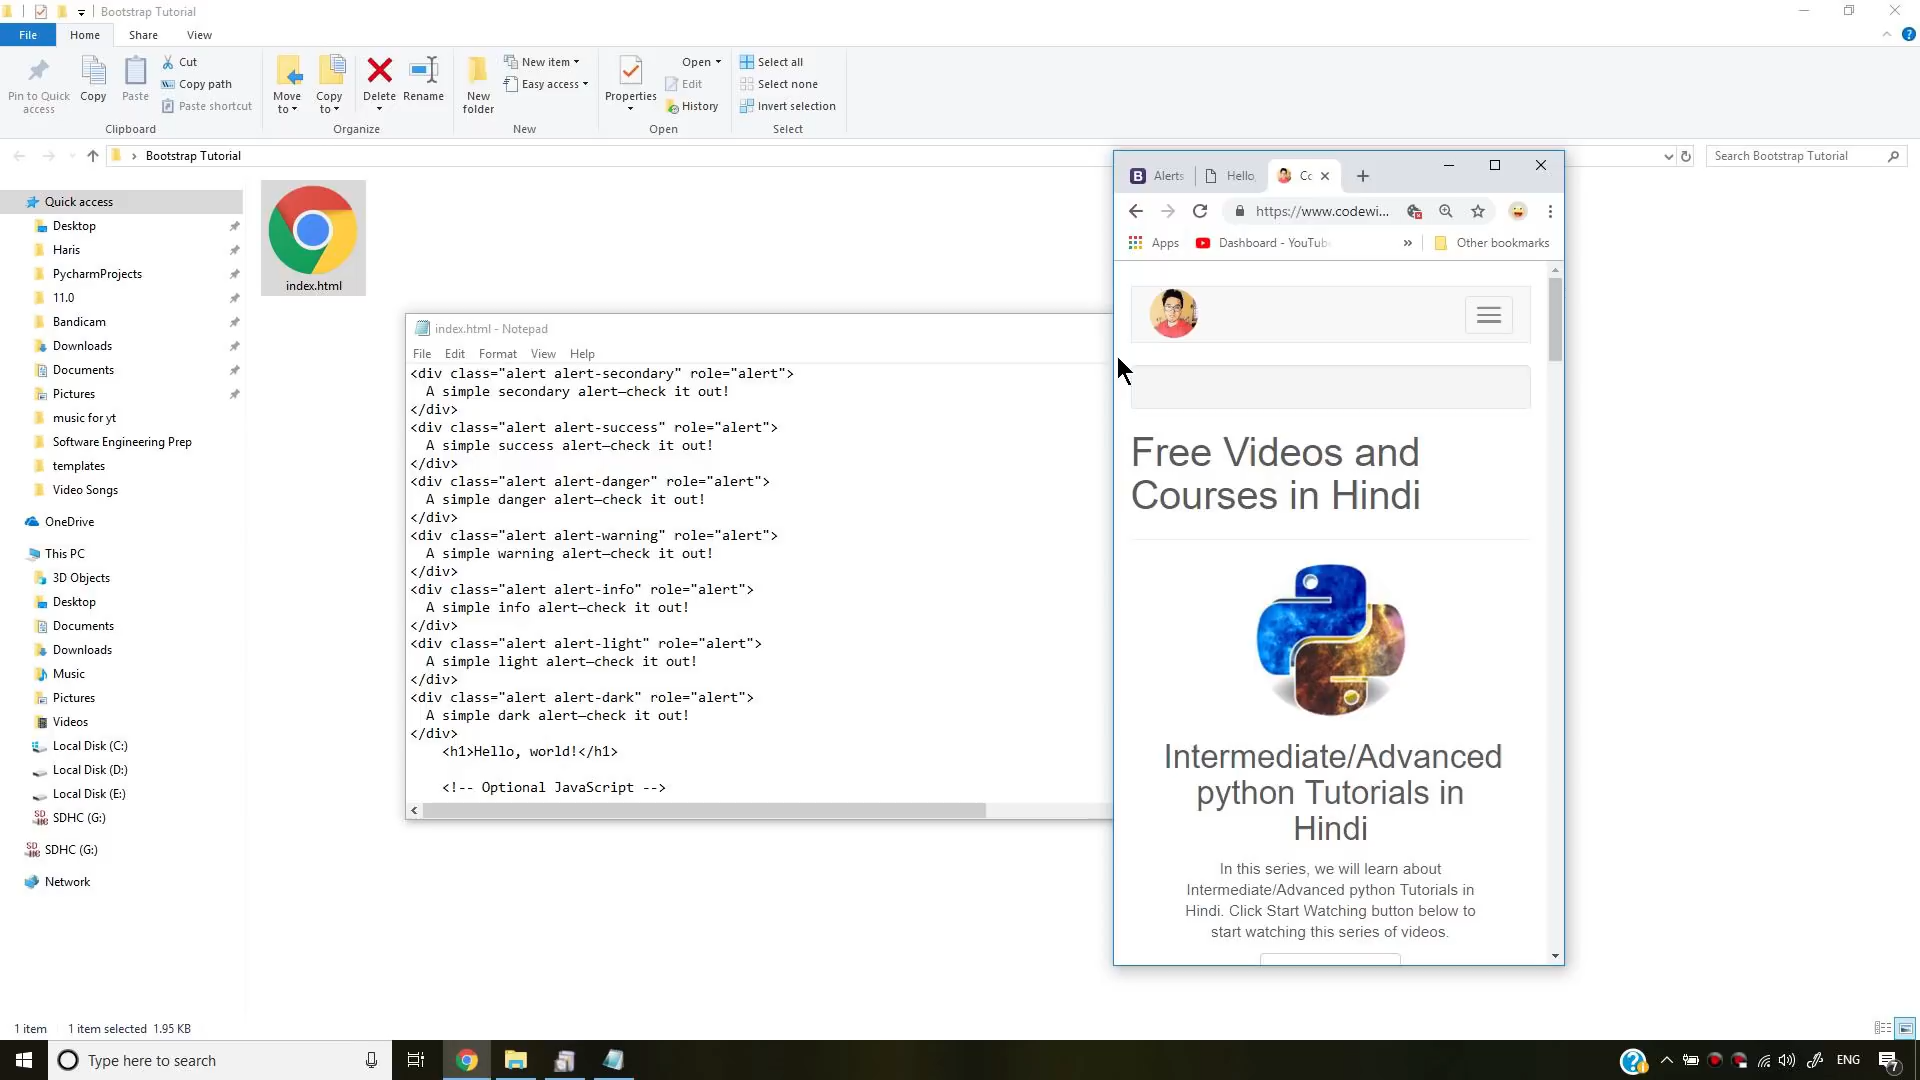 Bootstrap Tutorial
File Home Share View
Pin to Quick access
Copy
Paste
Cut
Copy path
Paste shortcut
Clipboard
Move to
Copy to
Delete
Rename
Organize
New folder
New item
Easy access
New
Properties
Open
Edit
History
Open
Select all
Select none
Invert selection
Select
Bootstrap Tutorial
Search Bootstrap Tutorial
Quick access
Desktop
Haris
PycharmProjects
11.0
Bandicam
Downloads
Documents
Pictures
music for yt
Software Engineering Prep
templates
Video Songs
OneDrive
This PC
3D Objects
Desktop
Documents
Downloads
Music
Pictures
Videos
Local Disk (C:)
Local Disk (D:)
Local Disk (E:)
SDHC (G:)
SDHC (G:)
Network
index.html
index.html - Notepad
File Edit Format View Help
<div class="alert alert-secondary" role="alert">
A simple secondary alert—check it out!
</div>
<div class="alert alert-success" role="alert">
A simple success alert—check it out!
</div>
<div class="alert alert-danger" role="alert">
A simple danger alert—check it out!
</div>
<div class="alert alert-warning" role="alert">
A simple warning alert—check it out!
</div>
<div class="alert alert-info" role="alert">
A simple info alert—check it out!
</div>
<div class="alert alert-light" role="alert">
A simple light alert—check it out!
</div>
<div class="alert alert-dark" role="alert">
A simple dark alert—check it out!
</div>
<h1>Hello, world!</h1>
<!-- Optional JavaScript -->
B Alerts Hello, Co
https://www.codewi...
Apps Dashboard - YouTube » Other bookmarks
Free Videos and
Courses in Hindi
Intermediate/Advanced
python Tutorials in
Hindi
In this series, we will learn about
Intermediate/Advanced python Tutorials in
Hindi. Click Start Watching button below to
start watching this series of videos.
1 item 1 item selected 1.95 KB
Type here to search
ENG
7